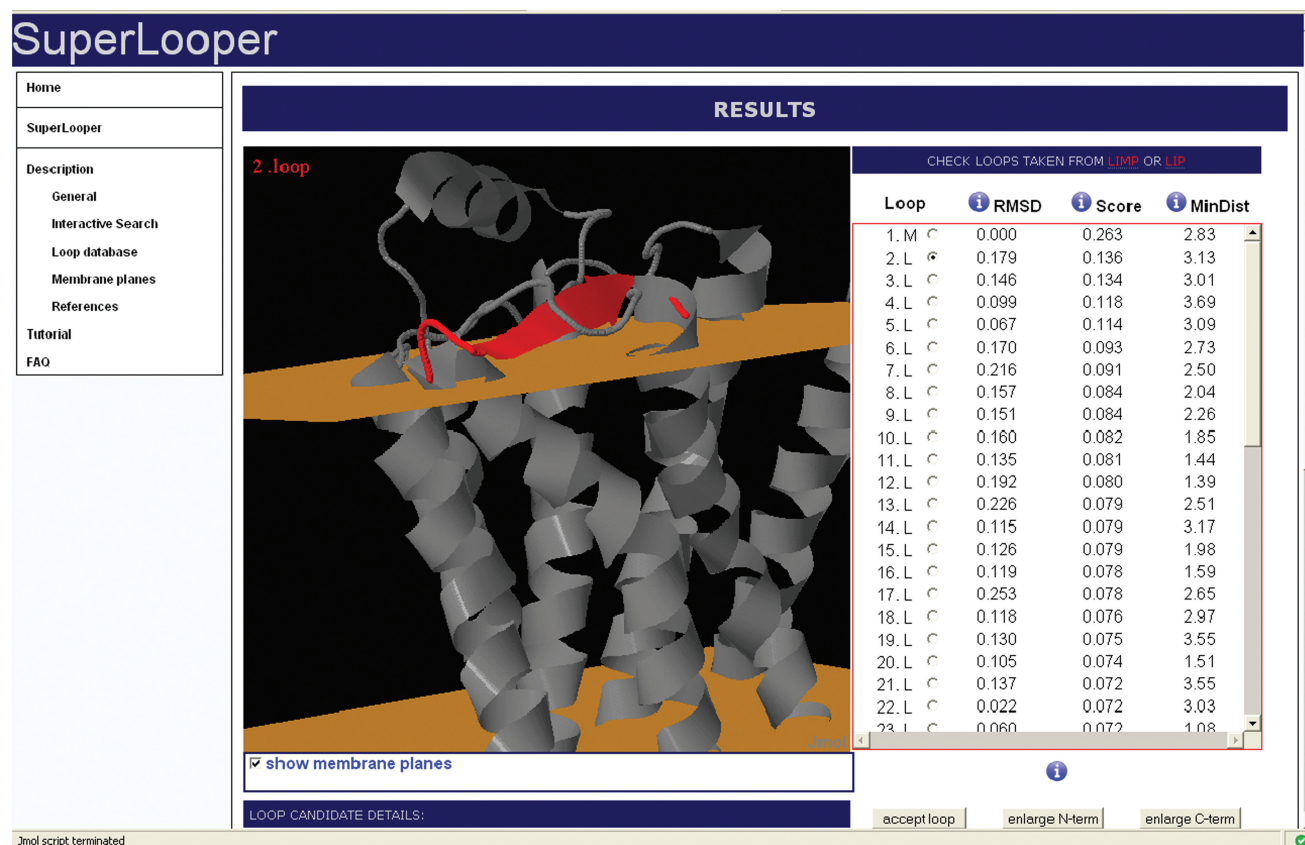 SuperLooper
Home
SuperLooper
Description
General
Interactive Search
Loop database
Membrane planes
References
Tutorial
FAQ
RESULTS
2 .loop
Jmol
show membrane planes
LOOP CANDIDATE DETAILS:
CHECK LOOPS TAKEN FROM LIMP OR LIP
Loop RMSD Score MinDist
1. M 0.000 0.263 2.83
2. L 0.179 0.136 3.13
3. L 0.146 0.134 3.01
4. L 0.099 0.118 3.69
5. L 0.067 0.114 3.09
6. L 0.170 0.093 2.73
7. L 0.216 0.091 2.50
8. L 0.157 0.084 2.04
9. L 0.151 0.084 2.26
10. L 0.160 0.082 1.85
11. L 0.135 0.081 1.44
12. L 0.192 0.080 1.39
13. L 0.226 0.079 2.51
14. L 0.115 0.079 3.17
15. L 0.126 0.079 1.98
16. L 0.119 0.078 1.59
17. L 0.253 0.078 2.65
18. L 0.118 0.076 2.97
19. L 0.130 0.075 3.55
20. L 0.105 0.074 1.51
21. L 0.137 0.072 3.55
22. L 0.022 0.072 3.03
23. L 0.060 0.072 1.08
accept loop enlarge N-term enlarge C-term
Jmol script terminated